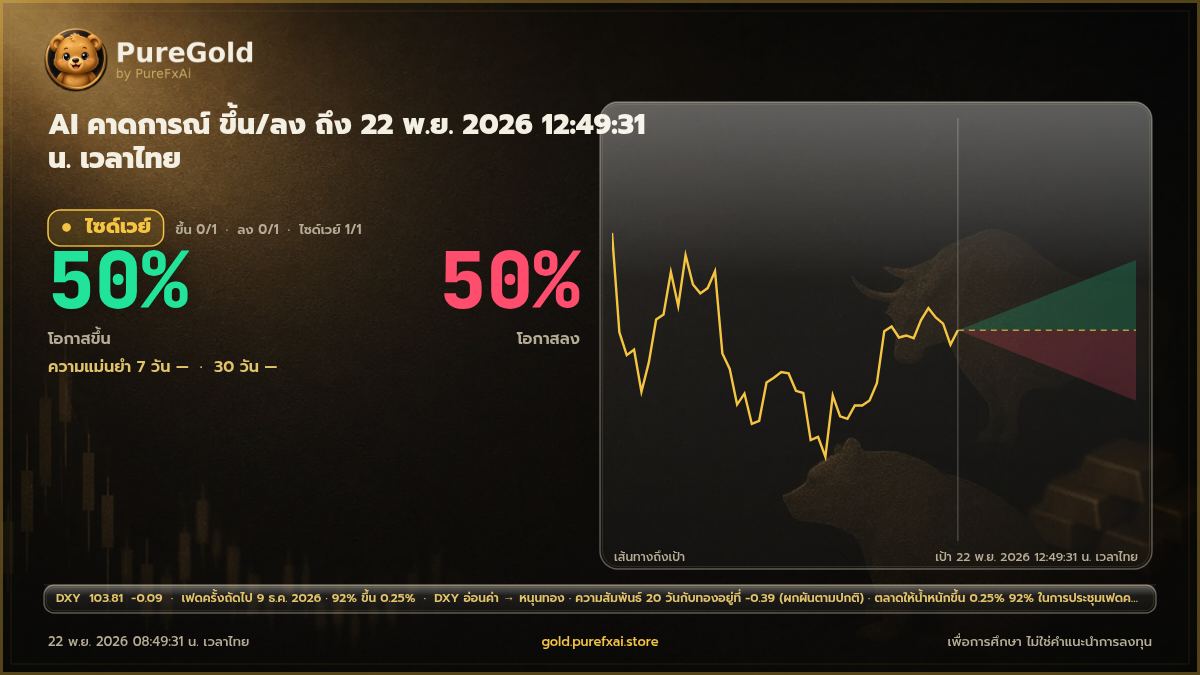 PureGold
by PureFxAi
AI คาดการณ์ ขึ้น/ลง ถึง 22 พ.ย. 2026 12:49:31
น. เวลาไทย
ไซด์เวย์
ขึ้น 0/1 · ลง 0/1 · ไซด์เวย์ 1/1
50%
50%
โอกาสขึ้น
โอกาสลง
ความแม่นยำ 7 วัน — · 30 วัน —
เส้นทางถึงเป้า
เป้า 22 พ.ย. 2026 12:49:31 น. เวลาไทย
DXY 103.81 -0.09 · เฟดครั้งถัดไป 9 ธ.ค. 2026 · 92% ขึ้น 0.25% · DXY อ่อนค่า → หนุนทอง · ความสัมพันธ์ 20 วันกับทองอยู่ที่ -0.39 (ผกผันตามปกติ) · ตลาดให้น้ำหนักขึ้น 0.25% 92% ในการประชุมเฟดค...
22 พ.ย. 2026 08:49:31 น. เวลาไทย
gold.purefxai.store
เพื่อการศึกษา ไม่ใช่คำแนะนำการลงทุน